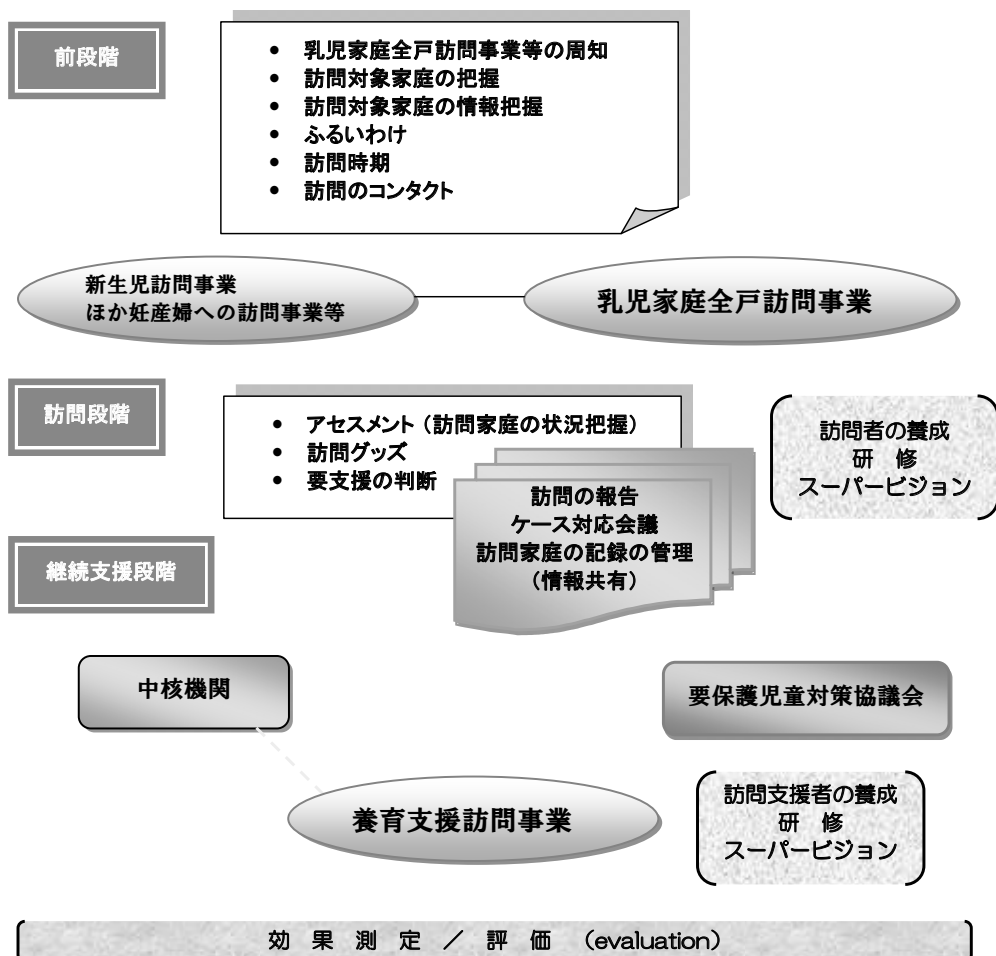 前段階
• 乳児家庭全戸訪問事業等の周知
• 訪問対象家庭の把握
• 訪問対象家庭の情報把握
• ふるいわけ
• 訪問時期
• 訪問のコンタクト
新生児訪問事業
ほか妊産婦への訪問事業等
乳児家庭全戸訪問事業
訪問段階
• アセスメント（訪問家庭の状況把握）
• 訪問グッズ
• 要支援の判断
訪問の報告
ケース対応会議
訪問家庭の記録の管理
（情報共有）
訪問者の養成
研　修
スーパービジョン
継続支援段階
中核機関
要保護児童対策協議会
養育支援訪問事業
訪問支援者の養成
研　修
スーパービジョン
効　果　測　定　／　評　価　（evaluation）